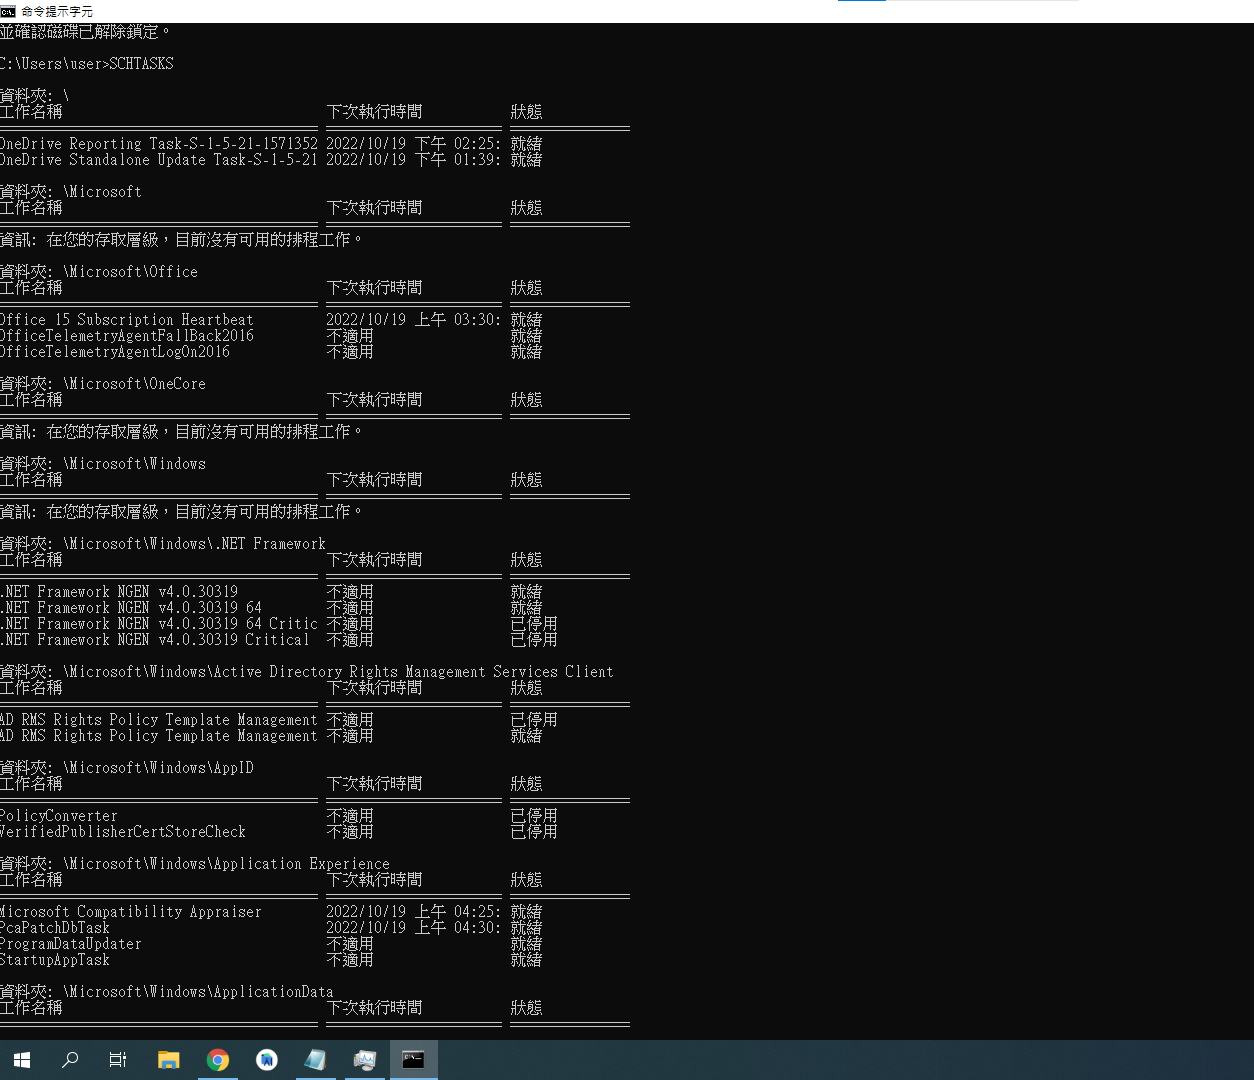 命令提示字元
並確認磁碟已解除鎖定。
C:\Users\user>SCHTASKS
資料夾: \
工作名稱 下次執行時間 狀態
OneDrive Reporting Task-S-1-5-21-1571352 2022/10/19 下午 02:25: 就緒
OneDrive Standalone Update Task-S-1-5-21 2022/10/19 下午 01:39: 就緒
資料夾: \Microsoft
工作名稱 下次執行時間 狀態
資訊: 在您的存取層級，目前沒有可用的排程工作。
資料夾: \Microsoft\Office
工作名稱 下次執行時間 狀態
Office 15 Subscription Heartbeat 2022/10/19 上午 03:30: 就緒
OfficeTelemetryAgentFallBack2016 不適用 就緒
OfficeTelemetryAgentLogOn2016 不適用 就緒
資料夾: \Microsoft\OneCore
工作名稱 下次執行時間 狀態
資訊: 在您的存取層級，目前沒有可用的排程工作。
資料夾: \Microsoft\Windows
工作名稱 下次執行時間 狀態
資訊: 在您的存取層級，目前沒有可用的排程工作。
資料夾: \Microsoft\Windows\.NET Framework
工作名稱 下次執行時間 狀態
.NET Framework NGEN v4.0.30319 不適用 就緒
.NET Framework NGEN v4.0.30319 64 不適用 就緒
.NET Framework NGEN v4.0.30319 64 Critic 不適用 已停用
.NET Framework NGEN v4.0.30319 Critical 不適用 已停用
資料夾: \Microsoft\Windows\Active Directory Rights Management Services Client
工作名稱 下次執行時間 狀態
AD RMS Rights Policy Template Management 不適用 已停用
AD RMS Rights Policy Template Management 不適用 就緒
資料夾: \Microsoft\Windows\AppID
工作名稱 下次執行時間 狀態
PolicyConverter 不適用 已停用
VerifiedPublisherCertStoreCheck 不適用 已停用
資料夾: \Microsoft\Windows\Application Experience
工作名稱 下次執行時間 狀態
Microsoft Compatibility Appraiser 2022/10/19 上午 04:25: 就緒
PcaPatchDbTask 2022/10/19 上午 04:30: 就緒
ProgramDataUpdater 不適用 就緒
StartupAppTask 不適用 就緒
資料夾: \Microsoft\Windows\ApplicationData
工作名稱 下次執行時間 狀態